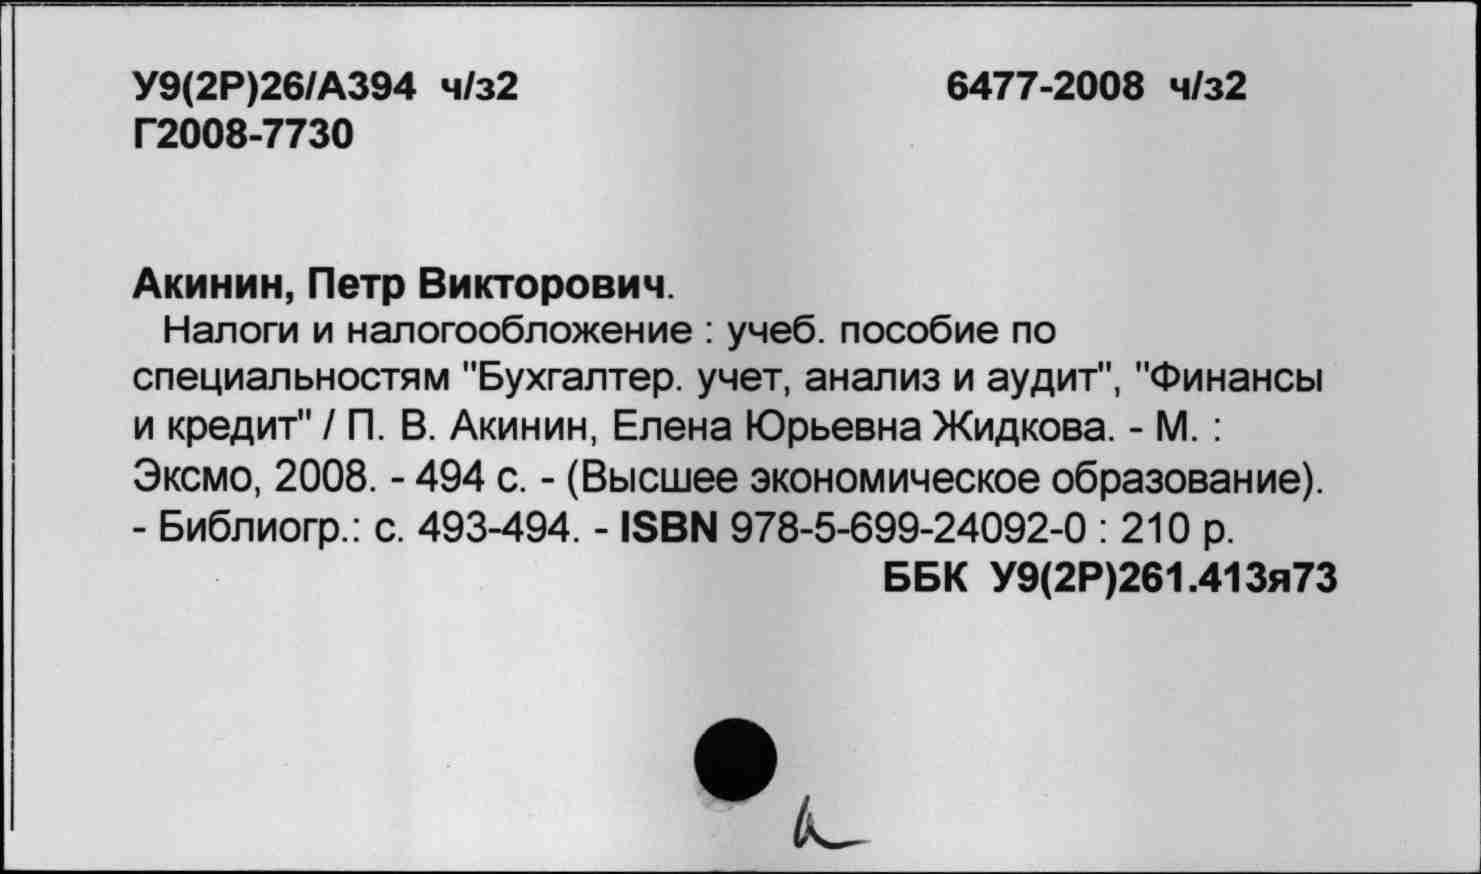 У9(2Р)26/А394 ч/з2 6477-2008 ч/з2
Г2008-7730
Акинин, Петр Викторович.
Налоги и налогообложение : учеб. пособие по
специальностям "Бухгалтер. учет, анализ и аудит", "Финансы
и кредит" / П. В. Акинин, Елена Юрьевна Жидкова. - М. :
Эксмо, 2008. - 494 с. - (Высшее экономическое образование).
- Библиогр.: с. 493-494. - ISBN 978-5-699-24092-0 : 210 р.
ББК У9(2Р)261.413я73